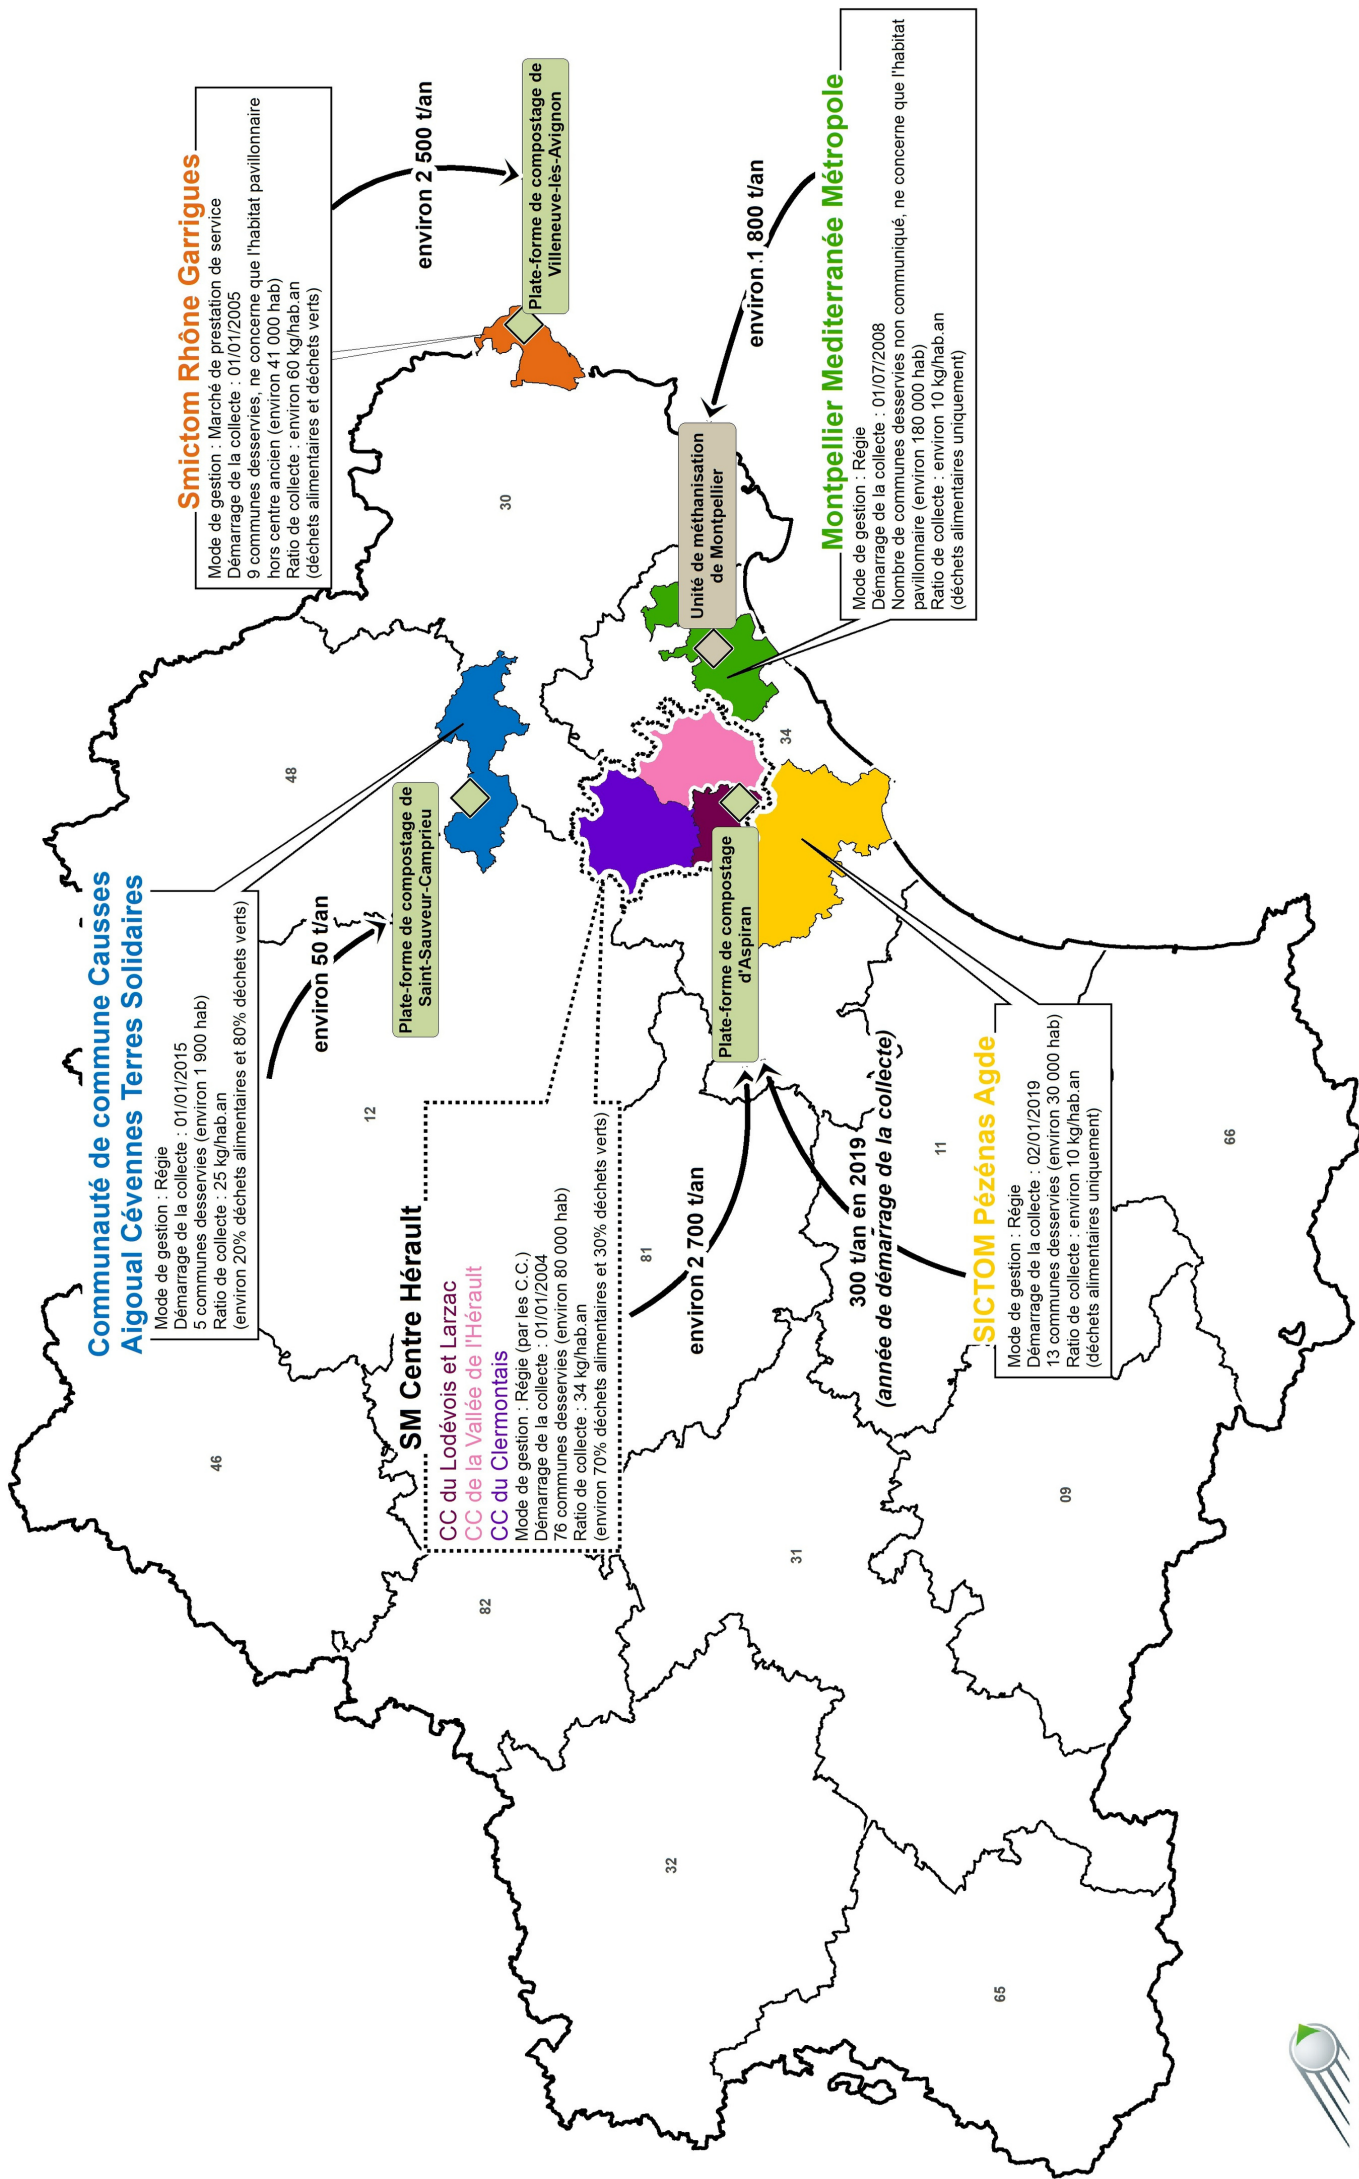 Communauté de commune Causses
Aigoual Cévennes Terres Solidaires
Mode de gestion : Régie
Démarrage de la collecte : 01/01/2015
5 communes desservies (environ 1 900 hab)
Ratio de collecte : 25 kg/hab.an
(environ 20% déchets alimentaires et 80% déchets verts)
environ 50 t/an
Plate-forme de compostage de
Saint-Sauveur-Camprieu
Smictom Rhône Garrigues
Mode de gestion : Marché de prestation de service
Démarrage de la collecte : 01/01/2005
9 communes desservies, ne concerne que l'habitat pavillonnaire
hors centre ancien (environ 41 000 hab)
Ratio de collecte : environ 60 kg/hab.an
(déchets alimentaires et déchets verts)
environ 2 500 t/an
Plate-forme de compostage de
Villeneuve-lès-Avignon
46
48
12
30
82
SM Centre Hérault
CC du Lodévois et Larzac
CC de la Vallée de l'Hérault
CC du Clermontais
Mode de gestion : Régie (par les C.C.)
Démarrage de la collecte : 01/01/2004
76 communes desservies (environ 80 000 hab)
Ratio de collecte : 34 kg/hab.an
(environ 70% déchets alimentaires et 30% déchets verts)
81
environ 2 700 t/an
Plate-forme de compostage
d'Aspiran
Unité de méthanisation
de Montpellier
environ 1 800 t/an
32
31
34
300 t/an en 2019
(année de démarrage de la collecte)
Montpellier Mediterranée Métropole
Mode de gestion : Régie
Démarrage de la collecte : 01/07/2008
Nombre de communes desservies non communiqué, ne concerne que l'habitat
pavillonnaire (environ 180 000 hab)
Ratio de collecte : environ 10 kg/hab.an
(déchets alimentaires uniquement)
11
SICTOM Pézénas Agde
Mode de gestion : Régie
Démarrage de la collecte : 02/01/2019
13 communes desservies (environ 30 000 hab)
Ratio de collecte : environ 10 kg/hab.an
(déchets alimentaires uniquement)
65
09
66